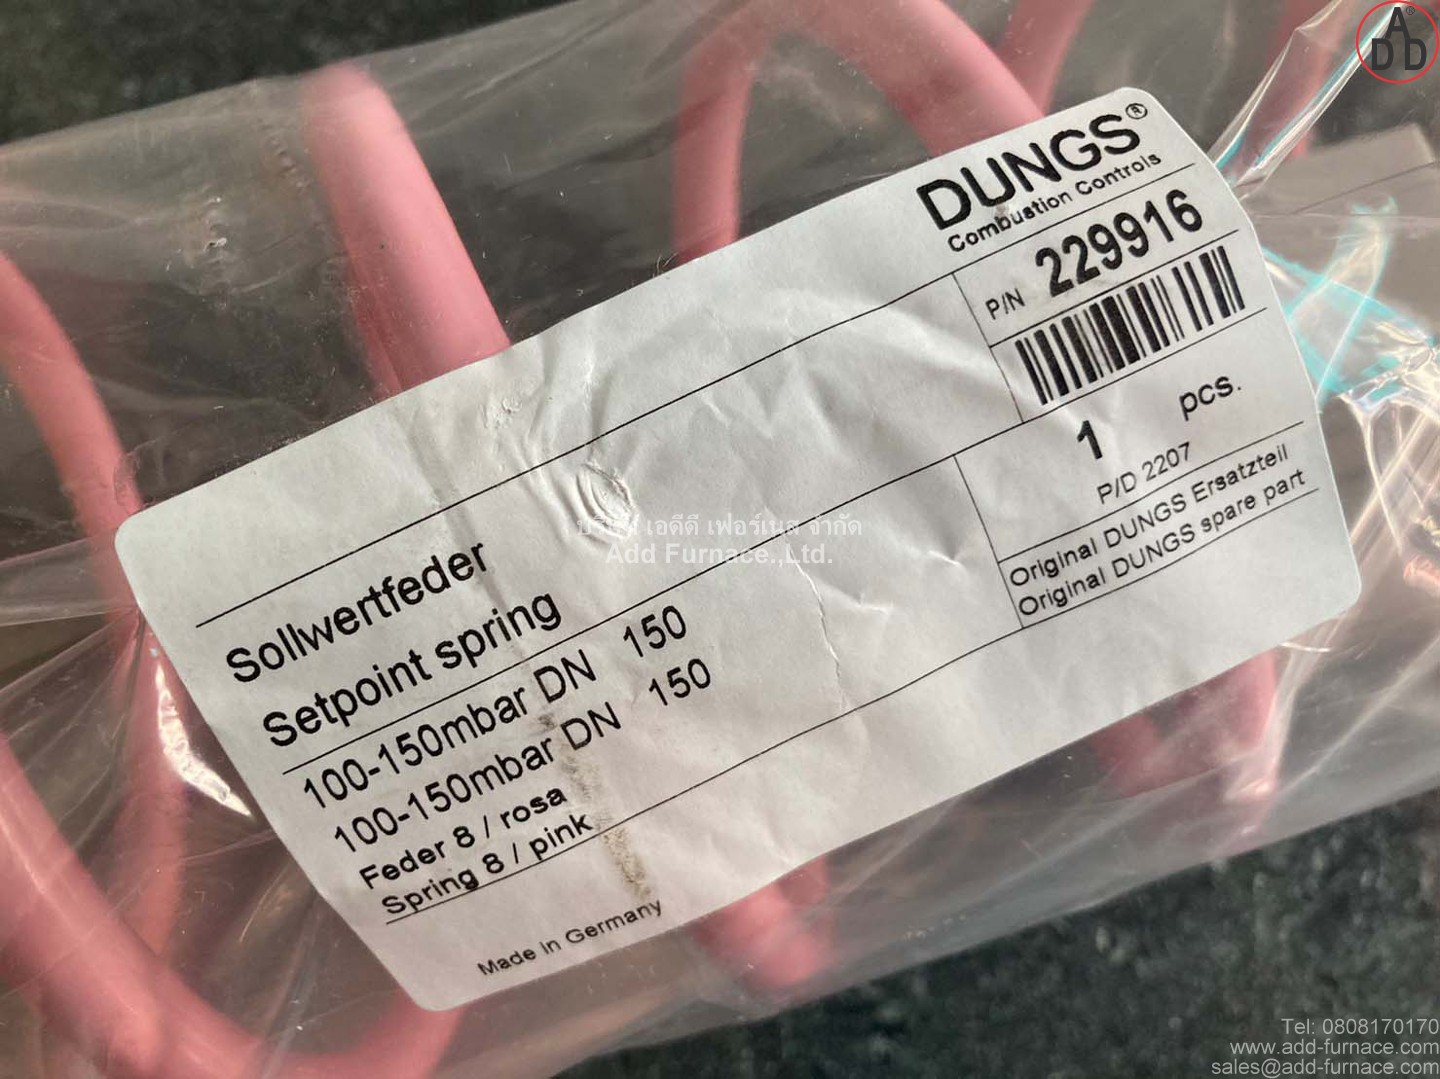 ADD®
DUNGS®
Combustion Controls
P/N 229916
1 pcs.
P/D 2207
Original DUNGS Ersatzteil
Original DUNGS spare part
Sollwertfeder
Setpoint spring
100-150mbar DN 150
100-150mbar DN 150
Feder 8 / rosa
Spring 8 / pink
Made in Germany
บริษัท เอดีดี เฟอร์เนส จำกัด
Add Furnace.,Ltd.
Tel: 0808170170
www.add-furnace.com
sales@add-furnace.com